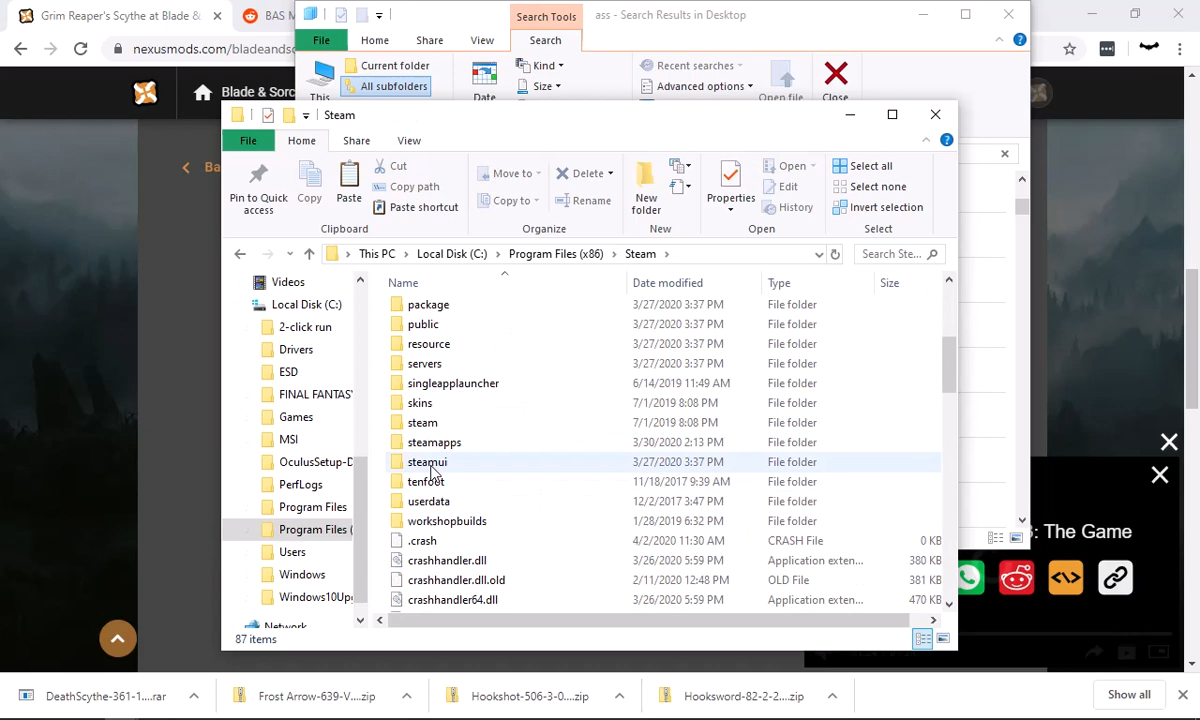 Grim Reaper's Scythe at Blade &
BAS M
Search Tools
ass - Search Results in Desktop
nexusmods.com/bladeandso
File
Home
Share
View
Search
This
Current folder
All subfolders
Date
Kind
Size
Recent searches
Advanced options
Open file
Close
Blade & Sorc
Ba
Steam
File
Home
Share
View
Pin to Quick access
Copy
Paste
Cut
Copy path
Paste shortcut
Clipboard
Move to
Copy to
Delete
Rename
Organize
New folder
New
Properties
Open
Edit
History
Open
Select all
Select none
Invert selection
Select
This PC > Local Disk (C:) > Program Files (x86) > Steam >
Search Ste...
Videos
Local Disk (C:)
2-click run
Drivers
ESD
FINAL FANTASY
Games
MSI
OculusSetup-D
PerfLogs
Program Files
Program Files (
Users
Windows
Windows10Upg
Network
Name Date modified Type Size
package 3/27/2020 3:37 PM File folder
public 3/27/2020 3:37 PM File folder
resource 3/27/2020 3:37 PM File folder
servers 3/27/2020 3:37 PM File folder
singleapplauncher 6/14/2019 11:49 AM File folder
skins 7/1/2019 8:08 PM File folder
steam 7/1/2019 8:08 PM File folder
steamapps 3/30/2020 2:13 PM File folder
steamui 3/27/2020 3:37 PM File folder
tenfoot 11/18/2017 9:39 AM File folder
userdata 12/2/2017 3:47 PM File folder
workshopbuilds 1/28/2019 6:32 PM File folder
.crash 4/2/2020 11:30 AM CRASH File 0 KB
crashhandler.dll 3/26/2020 5:59 PM Application exten... 380 KB
crashhandler.dll.old 2/11/2020 12:48 PM OLD File 381 KB
crashhandler64.dll 3/26/2020 5:59 PM Application exten... 470 KB
87 items
3: The Game
DeathScythe-361-1....rar
Frost Arrow-639-V....zip
Hookshot-506-3-0....zip
Hooksword-82-2-2....zip
Show all